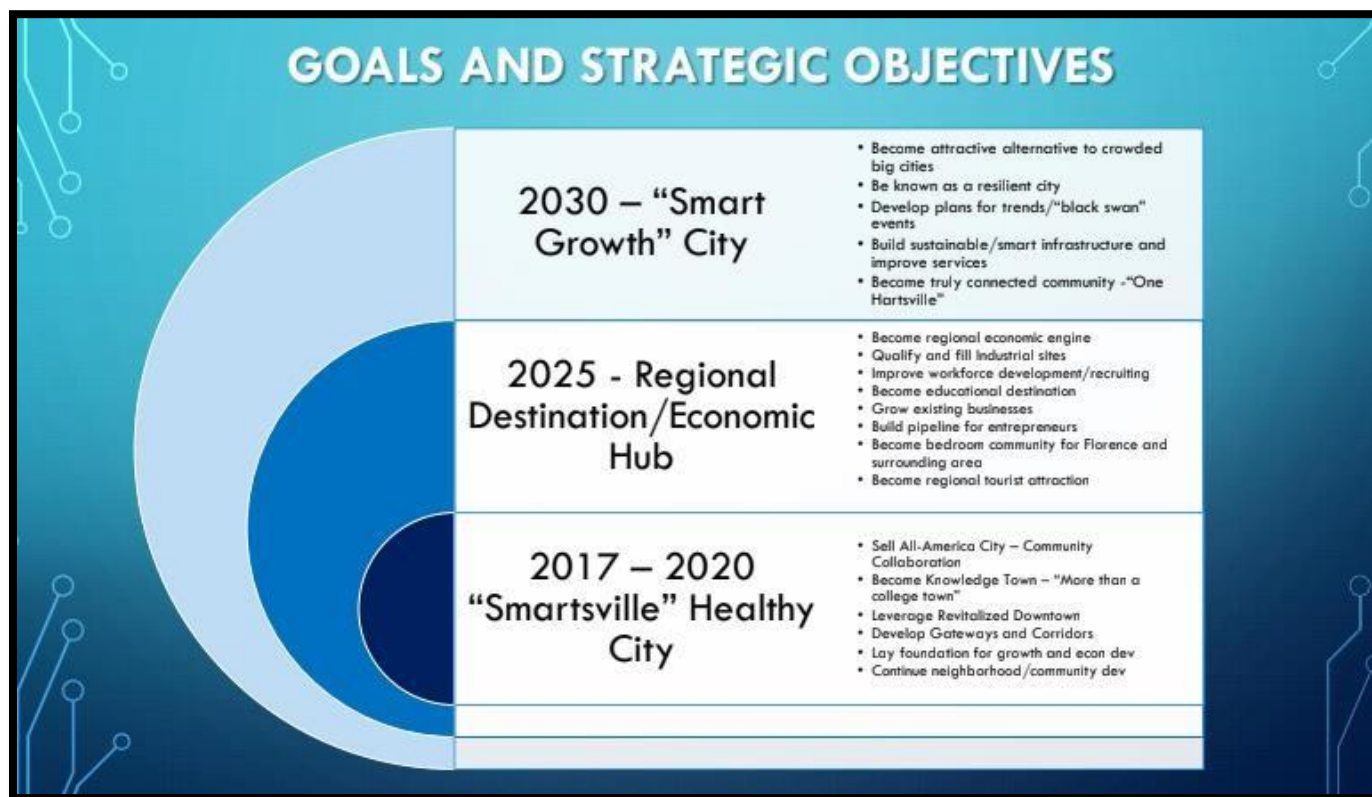 GOALS AND STRATEGIC OBJECTIVES
2030 – “Smart
Growth” City
• Become attractive alternative to crowded
big cities
• Be known as a resilient city
• Develop plans for trends/“black swan”
events
• Build sustainable/smart infrastructure and
improve services
• Become truly connected community -“One
Hartsville”
2025 - Regional
Destination/Economic
Hub
• Become regional economic engine
• Qualify and fill Industrial sites
• Improve workforce development/recruiting
• Become educational destination
• Grow existing businesses
• Build pipeline for entrepreneurs
• Become bedroom community for Florence and
surrounding area
• Become regional tourist attraction
2017 – 2020
“Smartsville” Healthy
City
• Sell All-America City – Community
Collaboration
• Become Knowledge Town – “More than a
college town”
• Leverage Revitalized Downtown
• Develop Gateways and Corridors
• Lay foundation for growth and econ dev
• Continue neighborhood/community dev